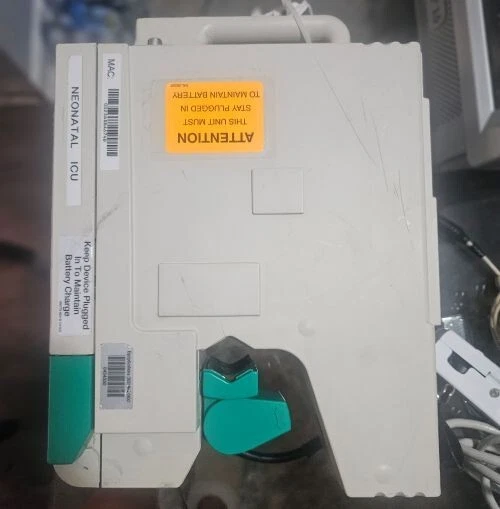 MAC:
NEONATAL ICU
ATTENTION
THIS UNIT MUST
STAY PLUGGED IN
TO MAINTAIN BATTERY
Keep Device Plugged
In To Maintain
Battery Charge